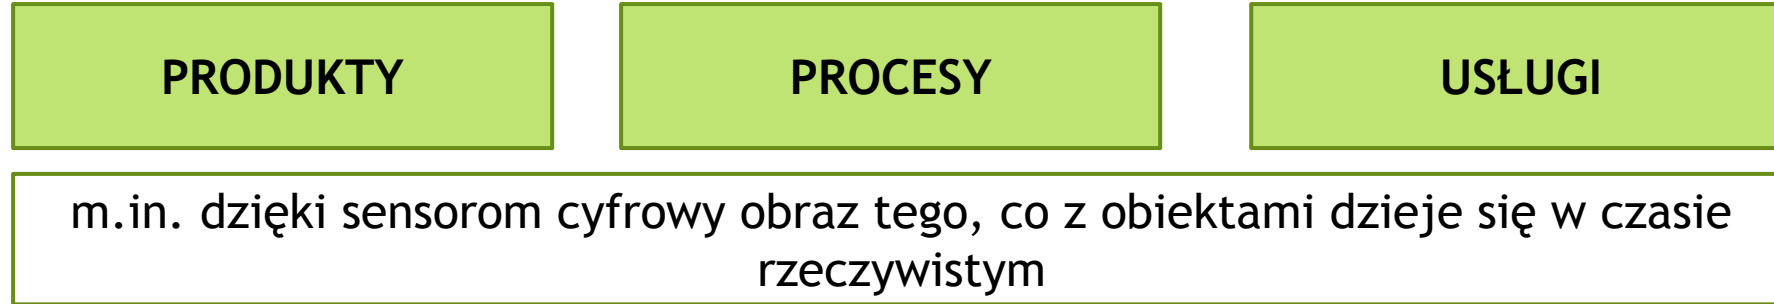 PRODUKTY
PROCESY
USŁUGI
m.in. dzięki sensorom cyfrowy obraz tego, co z obiektami dzieje się w czasie
rzeczywistym